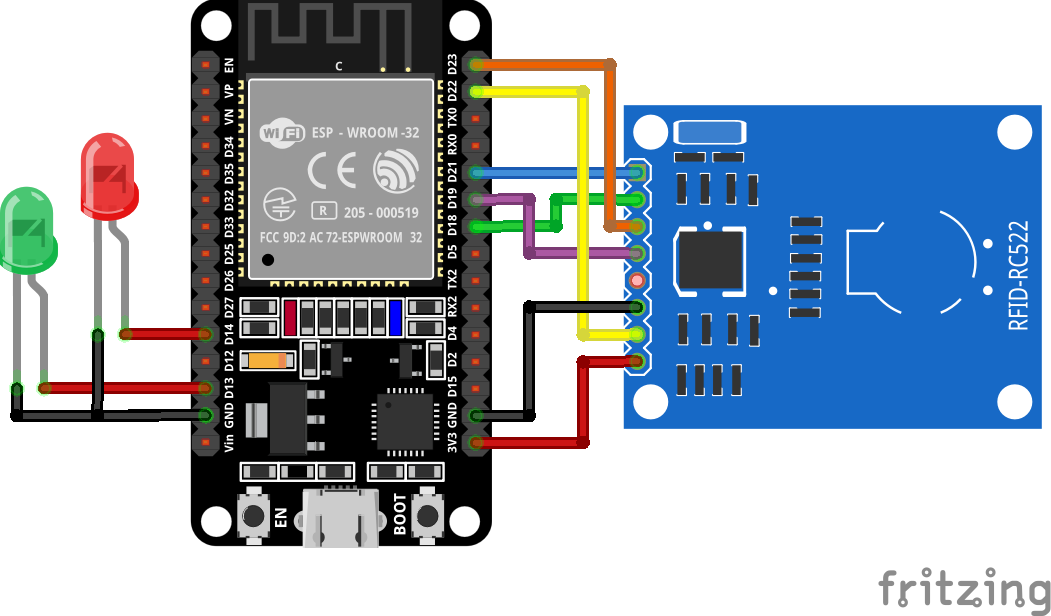 EN
VP
VN
D34
D35
D32
D33
D25
D26
D27
D14
D12
D13
GND
Vin
C
WiFi ESP - WROOM -32
CE
R 205 - 000519
FCC 9D:2 AC 72-ESPWROOM 32
D23
D22
TX0
RX0
D21
D19
D18
D5
TX2
RX2
D4
D2
D15
GND
3V3
EN
BOOT
RFID-RC522
fritzing